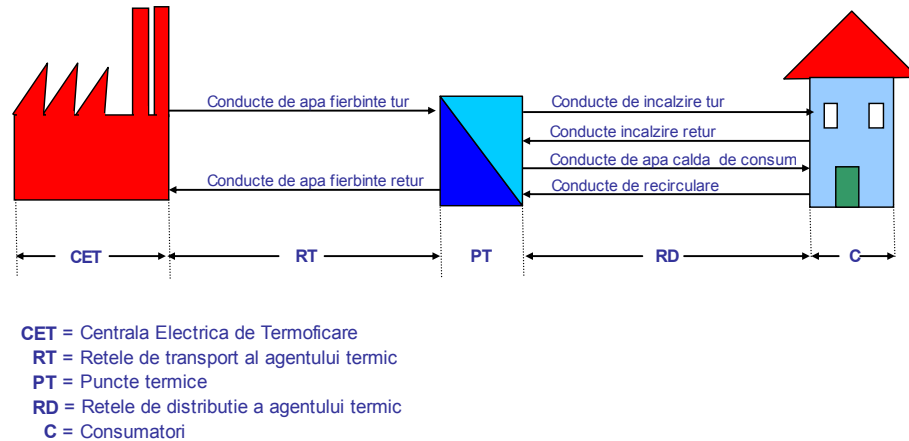 Conducte de apa fierbinte tur
Conducte de incalzire tur
Conducte incalzire retur
Conducte de apa calda de consum
Conducte de apa fierbinte retur
Conducte de recirculare
CET RT PT RD C
CET = Centrala Electrica de Termoficare
RT = Retele de transport al agentului termic
PT = Puncte termice
RD = Retele de distributie a agentului termic
C = Consumatori